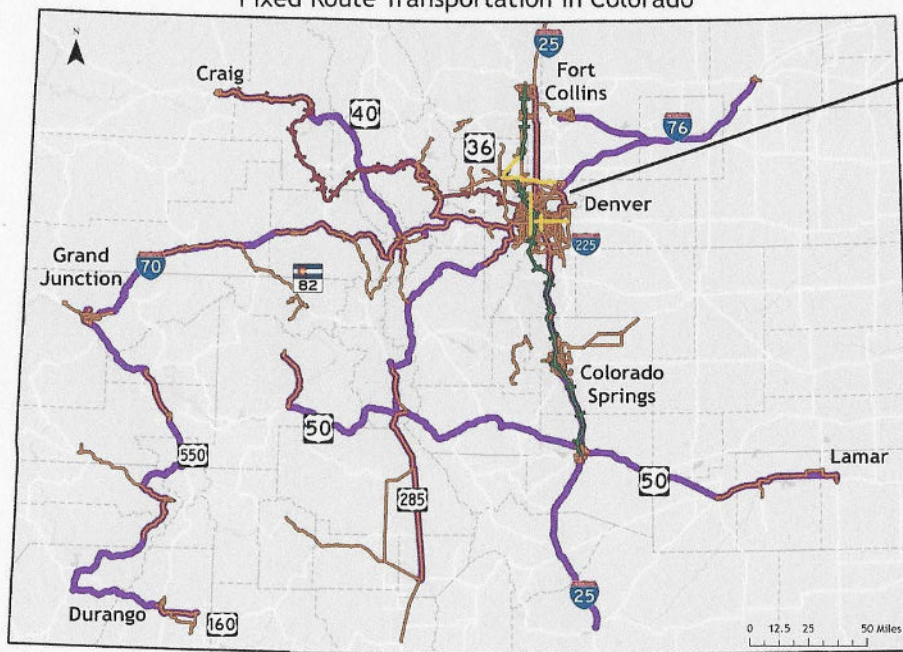 Fixed Route Transportation in Colorado
N
25
Craig
Fort
Collins
40
76
36
Denver
225
Grand
Junction
70
82
Colorado
Springs
50
550
Lamar
50
285
25
Durango
160
0 12.5 25 50 Miles